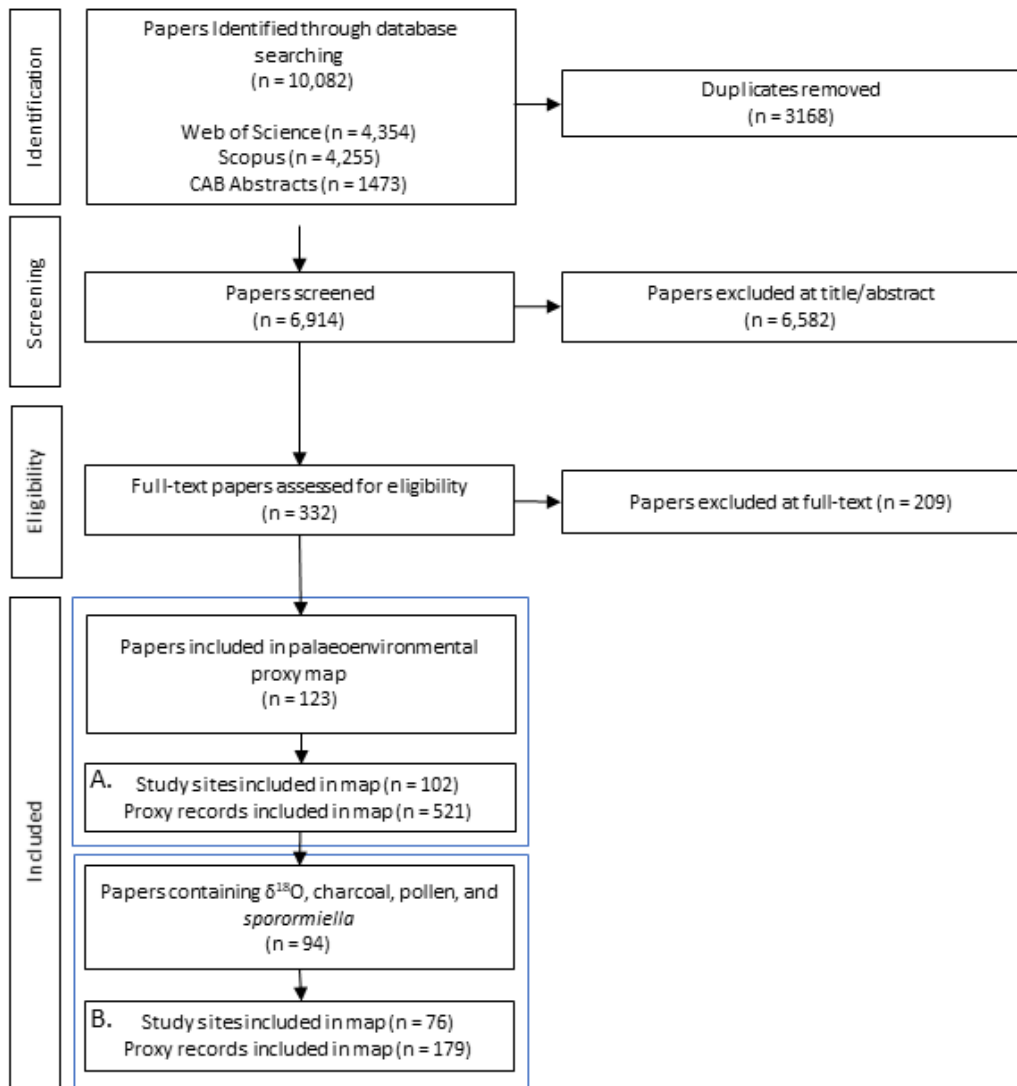 Identification
Papers Identified through database
searching
(n = 10,082)
Web of Science (n = 4,354)
Scopus (n = 4,255)
CAB Abstracts (n = 1473)
Duplicates removed
(n = 3168)
Screening
Papers screened
(n = 6,914)
Papers excluded at title/abstract
(n = 6,582)
Eligibility
Full-text papers assessed for eligibility
(n = 332)
Papers excluded at full-text (n = 209)
Included
Papers included in palaeoenvironmental
proxy map
(n = 123)
A.
Study sites included in map (n = 102)
Proxy records included in map (n = 521)
Papers containing δ¹⁸O, charcoal, pollen, and
sporormiella
(n = 94)
B.
Study sites included in map (n = 76)
Proxy records included in map (n = 179)